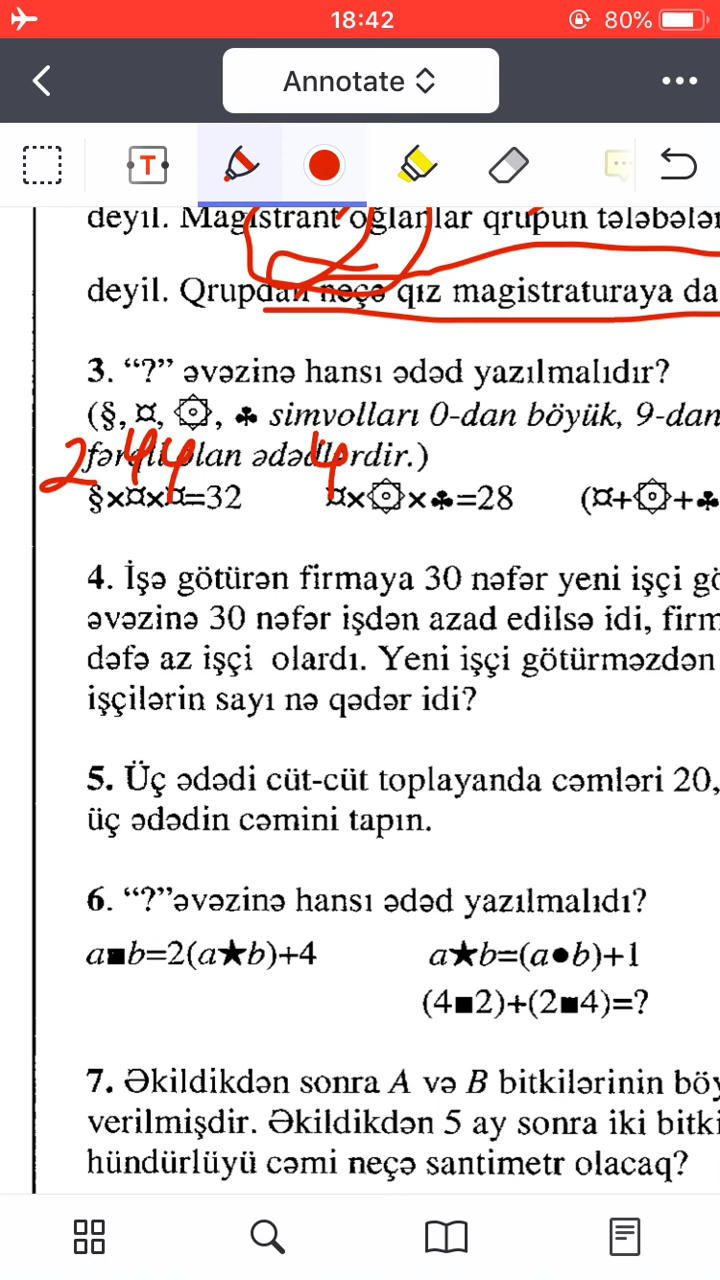 18:42
80%
Annotate
T
deyil. Magistrant oğlanlar qrupun tələbələr
deyil. Qrupdan neçə qız magistraturaya da
3. “?” əvəzinə hansı ədəd yazılmalıdır?
(§, ¤, ۞, ♣ simvolları 0-dan böyük, 9-dan
2 4 4 4
fərqli olan ədədlərdir.)
§×¤×¤=32 ¤×۞×♣=28 (¤+۞+♣
4. İşə götürən firmaya 30 nəfər yeni işçi gö
əvəzinə 30 nəfər işdən azad edilsə idi, firm
dəfə az işçi olardı. Yeni işçi götürməzdən
işçilərin sayı nə qədər idi?
5. Üç ədədi cüt-cüt toplayanda cəmləri 20,
üç ədədin cəmini tapın.
6. “?”əvəzinə hansı ədəd yazılmalıdı?
a■b=2(a★b)+4 a★b=(a●b)+1
(4■2)+(2■4)=?
7. Əkildikdən sonra A və B bitkilərinin böy
verilmişdir. Əkildikdən 5 ay sonra iki bitki
hündürlüyü cəmi neçə santimetr olacaq?